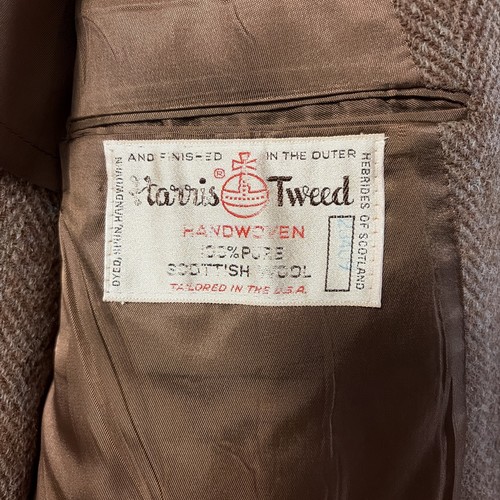 DYED, SPUN, HANDWOVEN
AND FINISHED IN THE OUTER
HEBRIDES OF SCOTLAND
Harris ® Tweed
HANDWOVEN
100% PURE
SCOTTISH WOOL
TAILORED IN THE U.S.A.